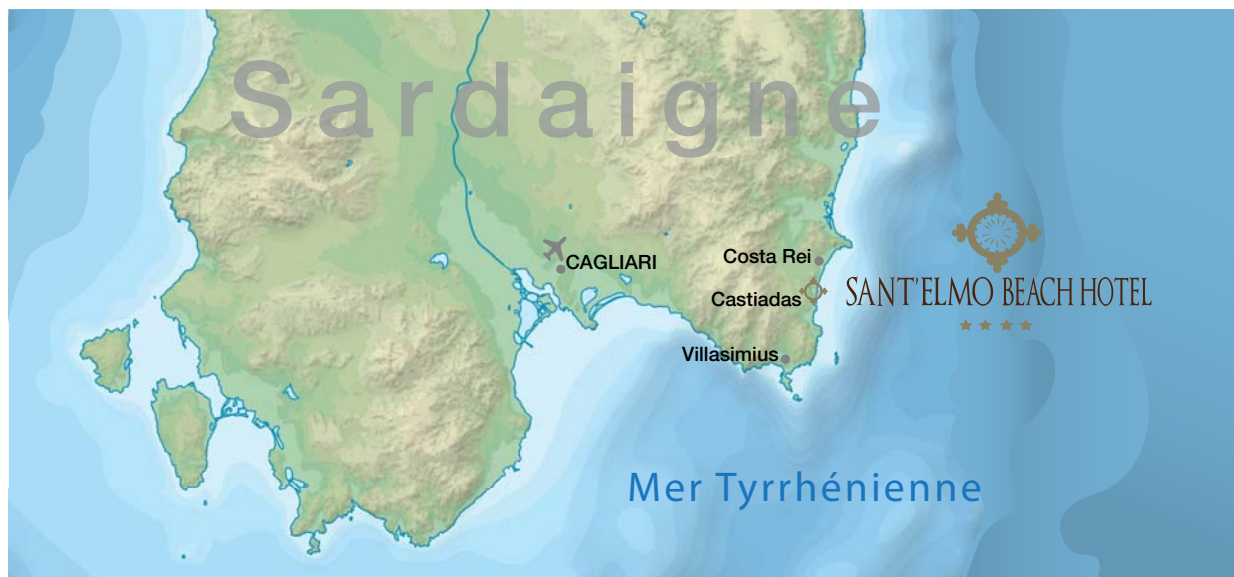 Sardaigne
CAGLIARI
Costa Rei
Castiadas
SANT'ELMO BEACH HOTEL
Villasimius
Mer Tyrrhénienne